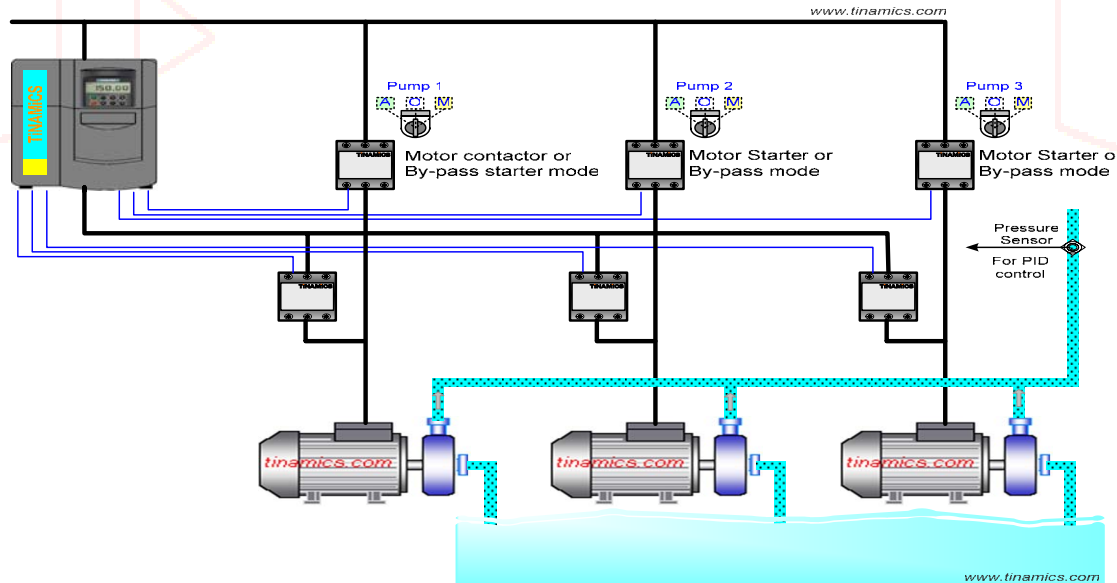 www.tinamics.com
150.00
TINAMICS
Pump 1
A O M
Pump 2
A O M
Pump 3
A O M
TINAMICS
Motor contactor or
By-pass starter mode
TINAMICS
Motor Starter or
By-pass mode
TINAMICS
Motor Starter o
By-pass mode
Pressure
Sensor
For PID
control
TINAMICS
TINAMICS
TINAMICS
tinamics.com
tinamics.com
tinamics.com
www.tinamics.com